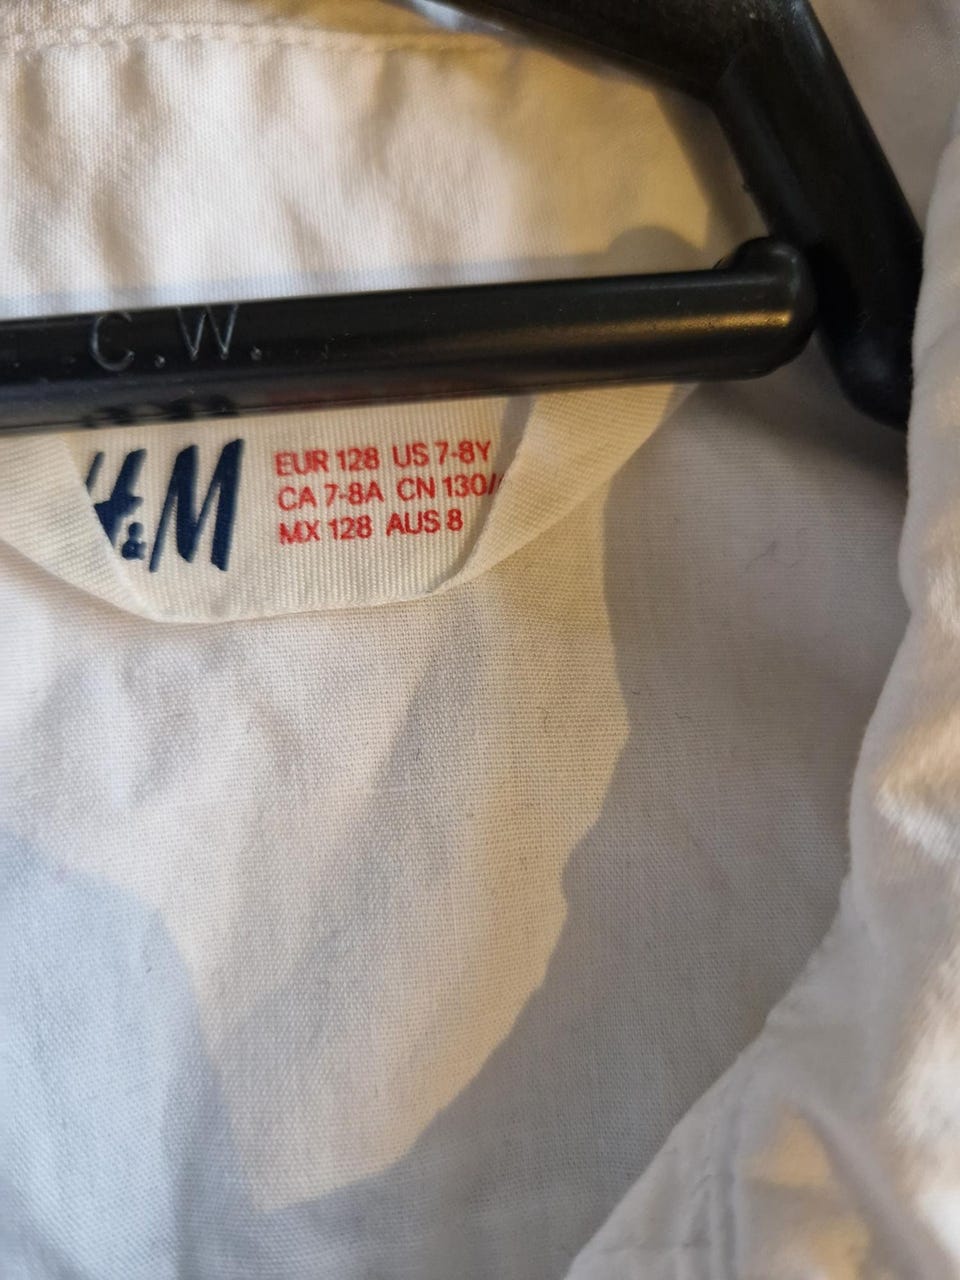 C.W.
H&M
EUR 128 US 7-8Y
CA 7-8A CN 130/
MX 128 AUS 8